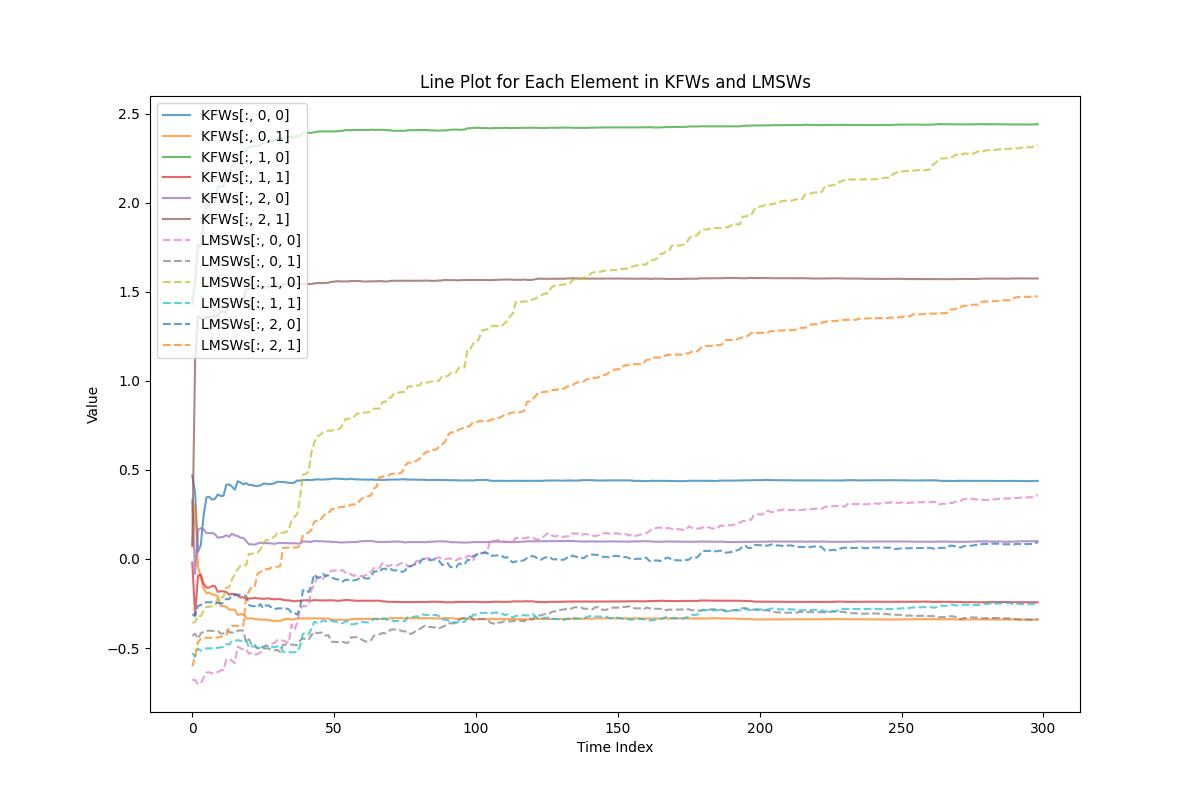 Line Plot for Each Element in KFWs and LMSWs
2.5
2.0
1.5
1.0
0.5
0.0
−0.5
Value
KFWs[:, 0, 0]
KFWs[:, 0, 1]
KFWs[:, 1, 0]
KFWs[:, 1, 1]
KFWs[:, 2, 0]
KFWs[:, 2, 1]
LMSWs[:, 0, 0]
LMSWs[:, 0, 1]
LMSWs[:, 1, 0]
LMSWs[:, 1, 1]
LMSWs[:, 2, 0]
LMSWs[:, 2, 1]
0 50 100 150 200 250 300
Time Index